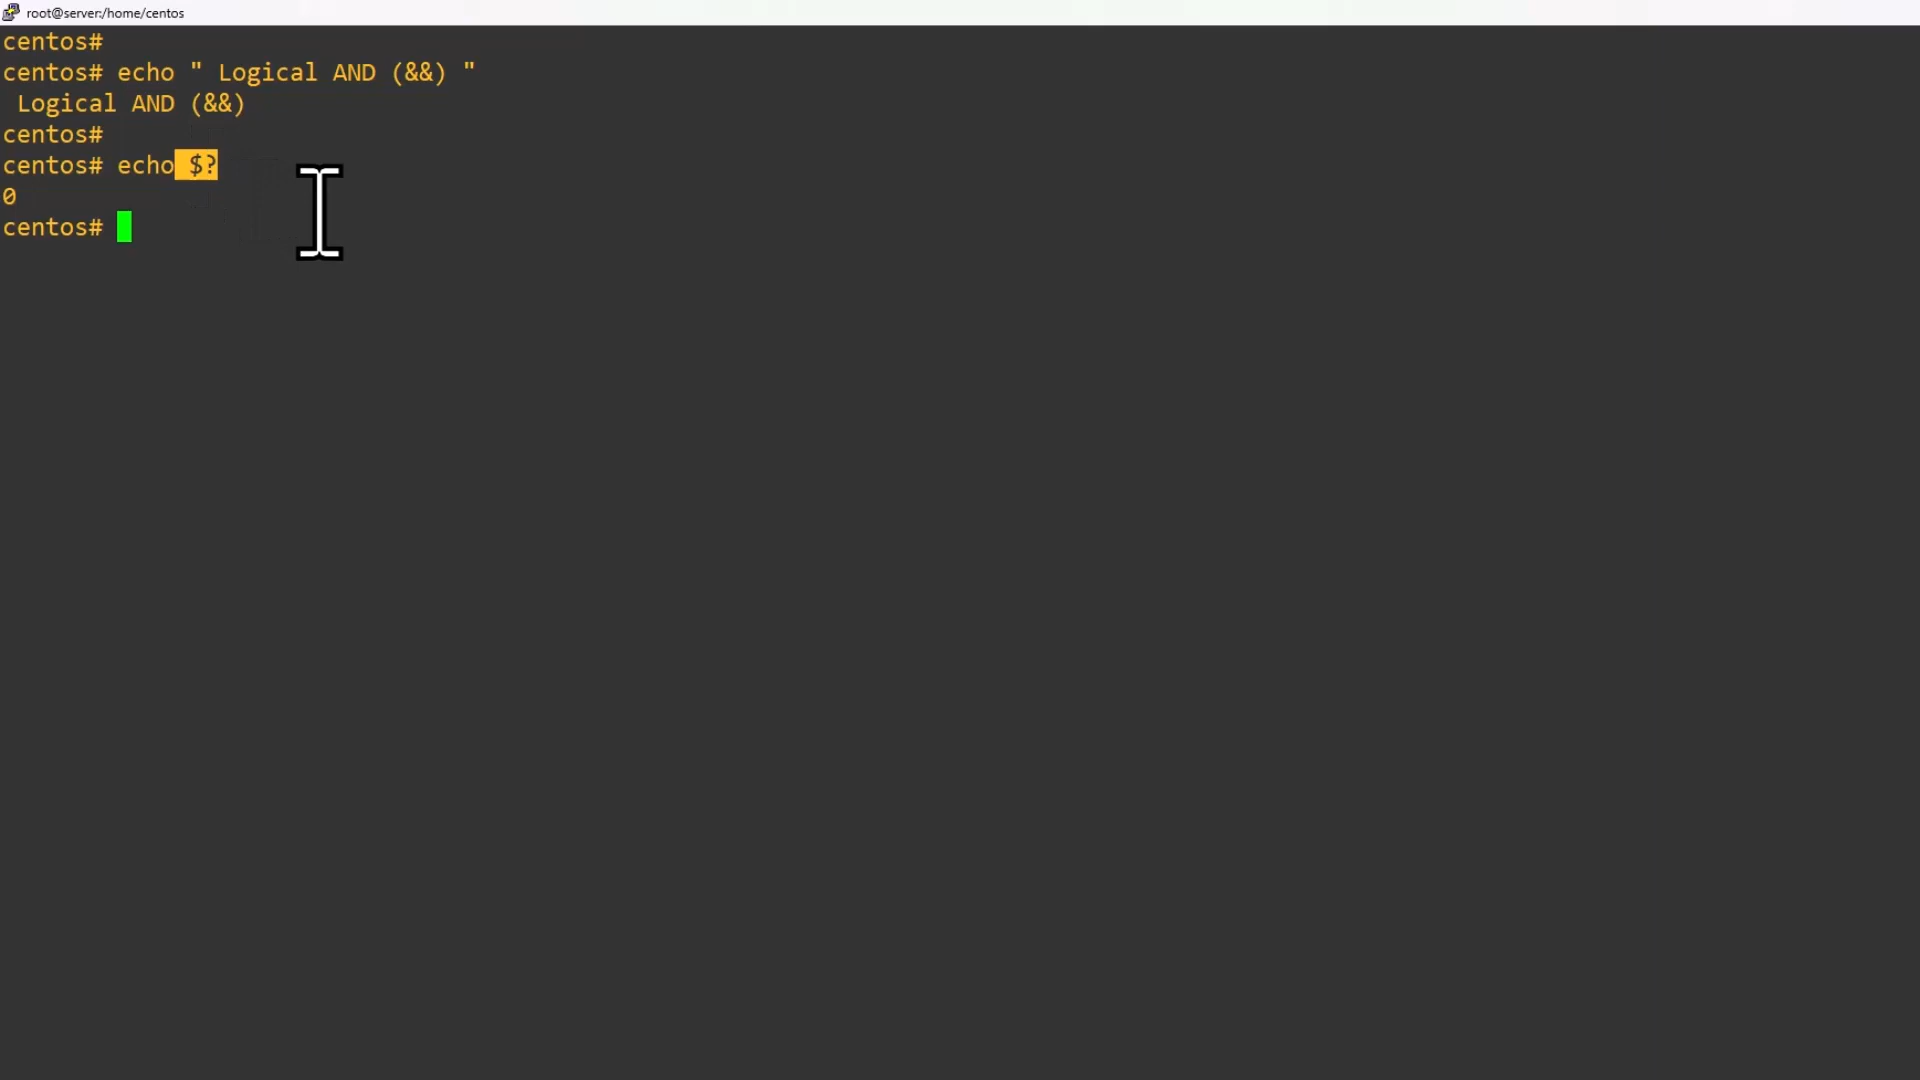 root@server:/home/centos
centos#
centos# echo " Logical AND (&&) "
 Logical AND (&&)
centos#
centos# echo $?
0
centos#